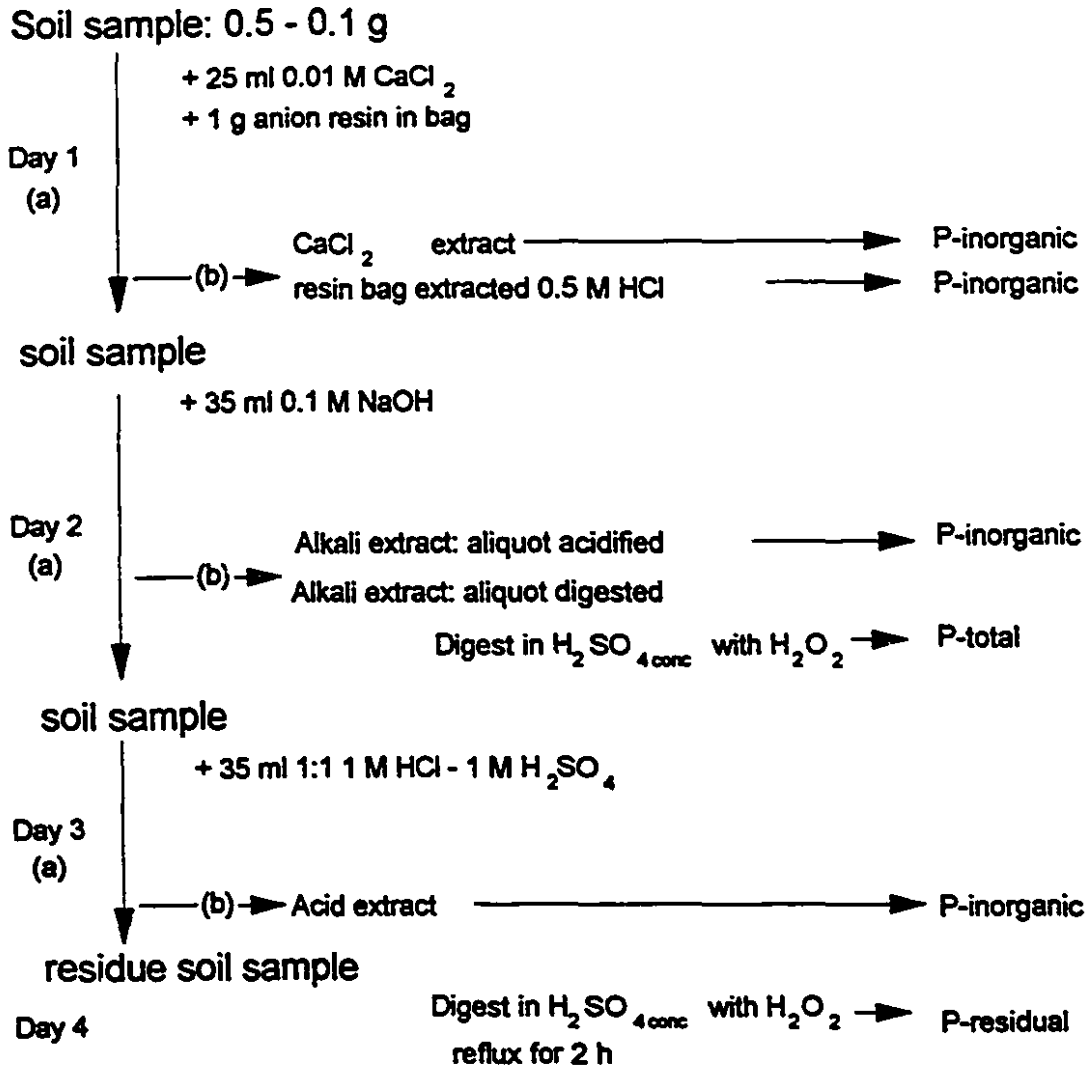 Soil sample: 0.5 - 0.1 g
+ 25 ml 0.01 M CaCl2
+ 1 g anion resin in bag
Day 1
(a)
CaCl2 extract P-inorganic
(b) resin bag extracted 0.5 M HCl P-inorganic
soil sample
+ 35 ml 0.1 M NaOH
Day 2
(a)
Alkali extract: aliquot acidified P-inorganic
(b)
Alkali extract: aliquot digested
Digest in H2SO4conc with H2O2 P-total
soil sample
+ 35 ml 1:1 1 M HCl - 1 M H2SO4
Day 3
(a)
(b) Acid extract P-inorganic
residue soil sample
Digest in H2SO4conc with H2O2 P-residual
Day 4
reflux for 2 h